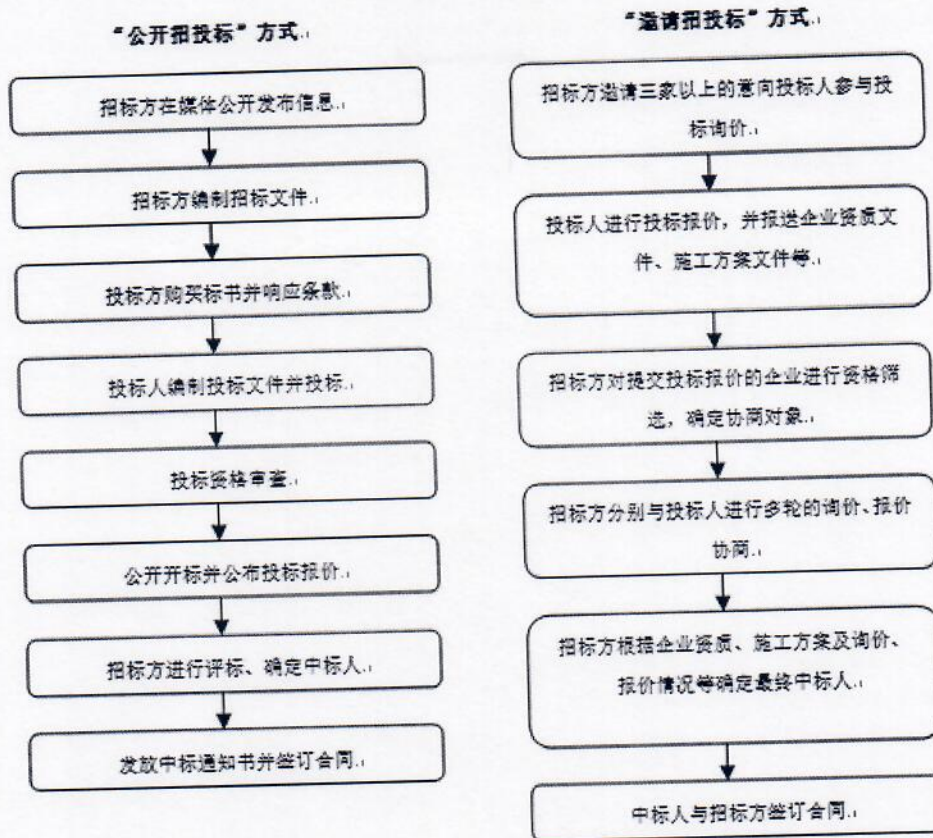 “公开招投标”方式.
招标方在媒体公开发布信息.
招标方编制招标文件.
投标方购买标书并响应条款.
投标人编制投标文件并投标.
投标资格审查.
公开开标并公布投标报价.
招标方进行评标、确定中标人.
发放中标通知书并签订合同.
“邀请招投标”方式.
招标方邀请三家以上的意向投标人参与投
标询价.
投标人进行投标报价，并报送企业资质文
件、施工方案文件等.
招标方对提交投标报价的企业进行资格筛
选，确定协商对象.
招标方分别与投标人进行多轮的询价、报价
协商.
招标方根据企业资质、施工方案及询价、
报价情况等确定最终中标人.
中标人与招标方签订合同.